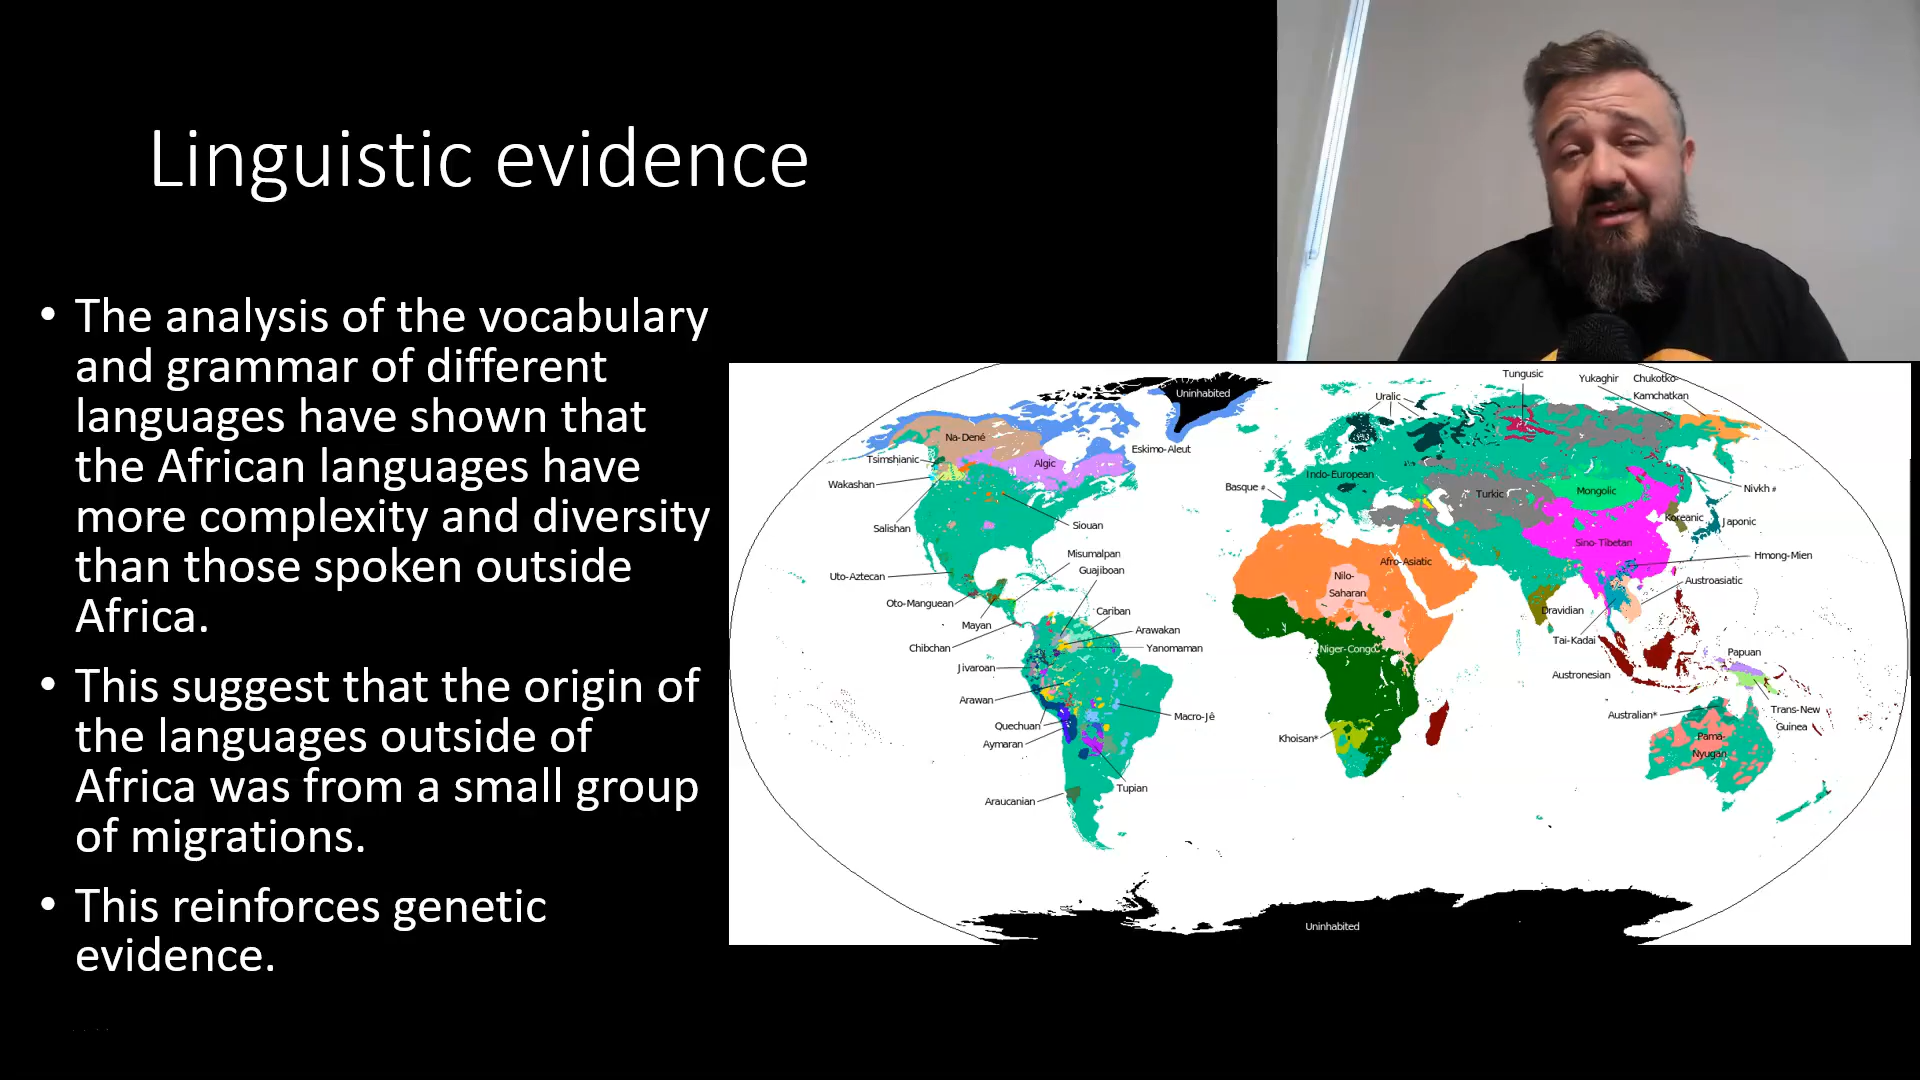 Linguistic evidence
• The analysis of the vocabulary
and grammar of different
languages have shown that
the African languages have
more complexity and diversity
than those spoken outside
Africa.
• This suggest that the origin of
the languages outside of
Africa was from a small group
of migrations.
• This reinforces genetic
evidence.
Uninhabited
Na-Dené
Tsimshianic
Algic
Eskimo-Aleut
Wakashan
Salishan
Siouan
Uto-Aztecan
Misumalpan
Guajiboan
Oto-Manguean
Mayan
Cariban
Chibchan
Arawakan
Yanomaman
Jivaroan
Arawan
Quechuan
Macro-Jê
Aymaran
Tupian
Araucanian
Tungusic
Yukaghir
Chukotko-
Kamchatkan
Uralic
Indo-European
Basque #
Turkic
Mongolic
Nivkh #
Koreanic
Japonic
Sino-Tibetan
Hmong-Mien
Afro-Asiatic
Nilo-
Saharan
Austroasiatic
Dravidian
Tai-Kadai
Niger-Congo
Papuan
Austronesian
Trans-New
Guinea
Australian*
Khoisan*
Pama-
Nyugan
Uninhabited